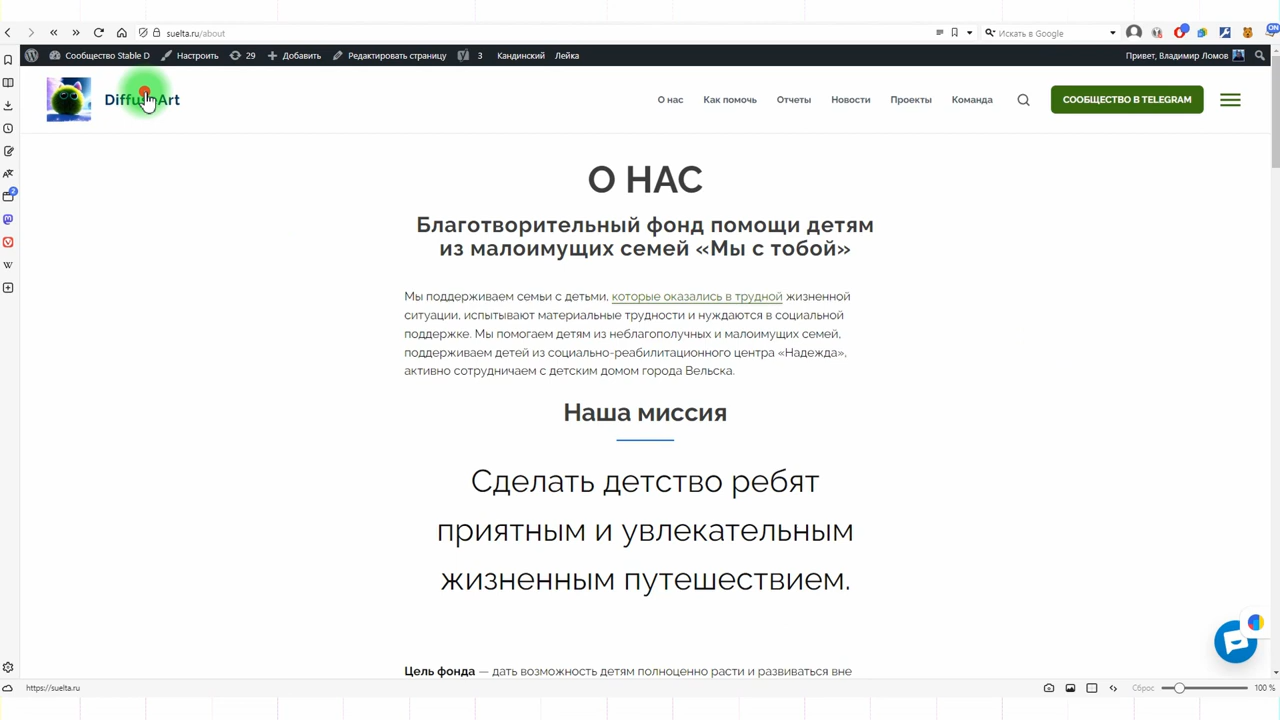 suelta.ru/about
Искать в Google
ON
Сообщество Stable D
Настроить
29
Добавить
Редактировать страницу
3
Кандинский
Лейка
Привет, Владимир Ломов
О нас
Как помочь
Отчеты
Новости
Проекты
Команда
СООБЩЕСТВО В TELEGRAM
О НАС
Благотворительный фонд помощи детям
из малоимущих семей «Мы с тобой»
Мы поддерживаем семьи с детьми, которые оказались в трудной жизненной
ситуации, испытывают материальные трудности и нуждаются в социальной
поддержке. Мы помогаем детям из неблагополучных и малоимущих семей,
поддерживаем детей из социально-реабилитационного центра «Надежда»,
активно сотрудничаем с детским домом города Вельска.
Наша миссия
Сделать детство ребят
приятным и увлекательным
жизненным путешествием.
Цель фонда — дать возможность детям полноценно расти и развиваться вне
https://suelta.ru
Сброс
100 %